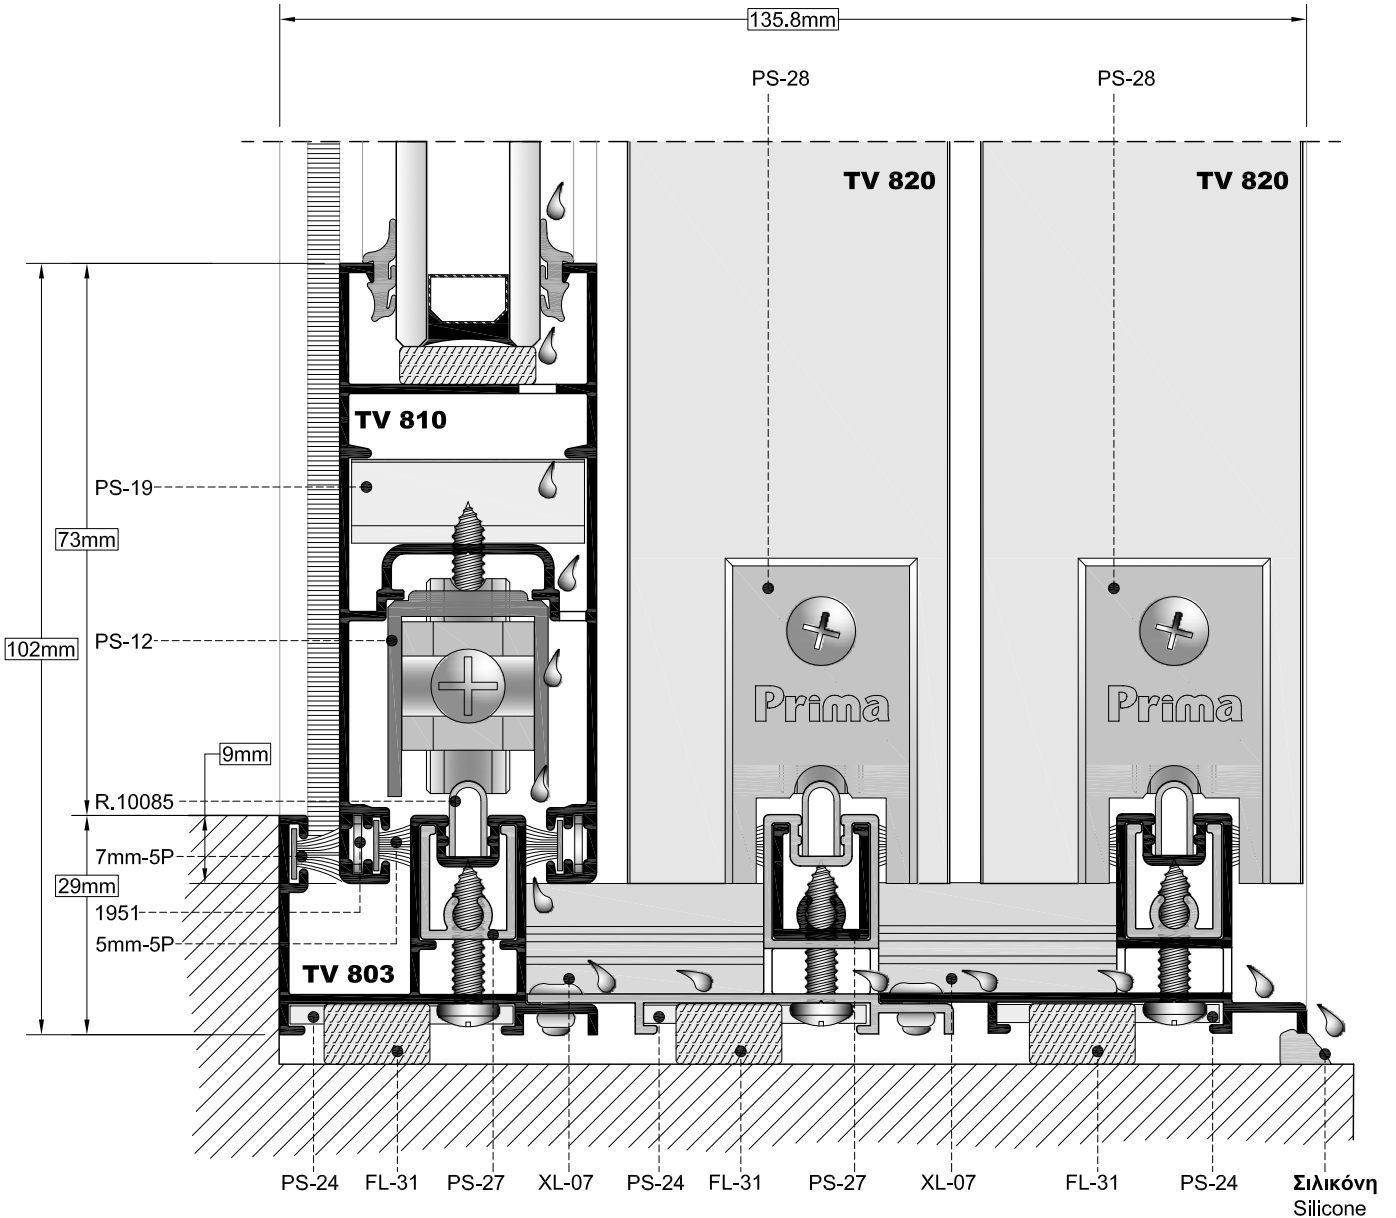 135.8mm
PS-28
PS-28
TV 820
TV 820
TV 810
PS-19
73mm
102mm
PS-12
Prima
Prima
9mm
R.10085
7mm-5P
29mm
1951
5mm-5P
TV 803
PS-24
FL-31
PS-27
XL-07
PS-24
FL-31
PS-27
XL-07
FL-31
PS-24
Σιλικόνη
Silicone